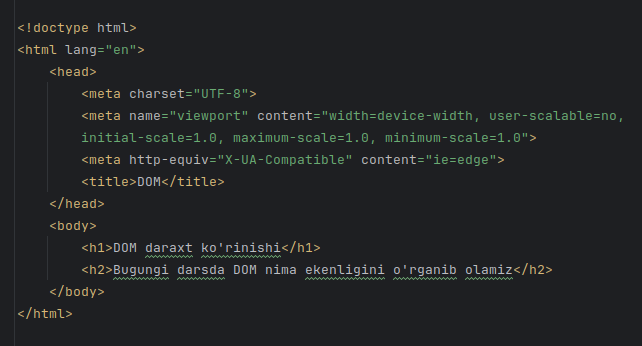 <!doctype html>
<html lang="en">
<head>
<meta charset="UTF-8">
<meta name="viewport" content="width=device-width, user-scalable=no,
initial-scale=1.0, maximum-scale=1.0, minimum-scale=1.0">
<meta http-equiv="X-UA-Compatible" content="ie=edge">
<title>DOM</title>
</head>
<body>
<h1>DOM daraxt ko'rinishi</h1>
<h2>Bugungi darsda DOM nima ekenligini o'rganib olamiz</h2>
</body>
</html>